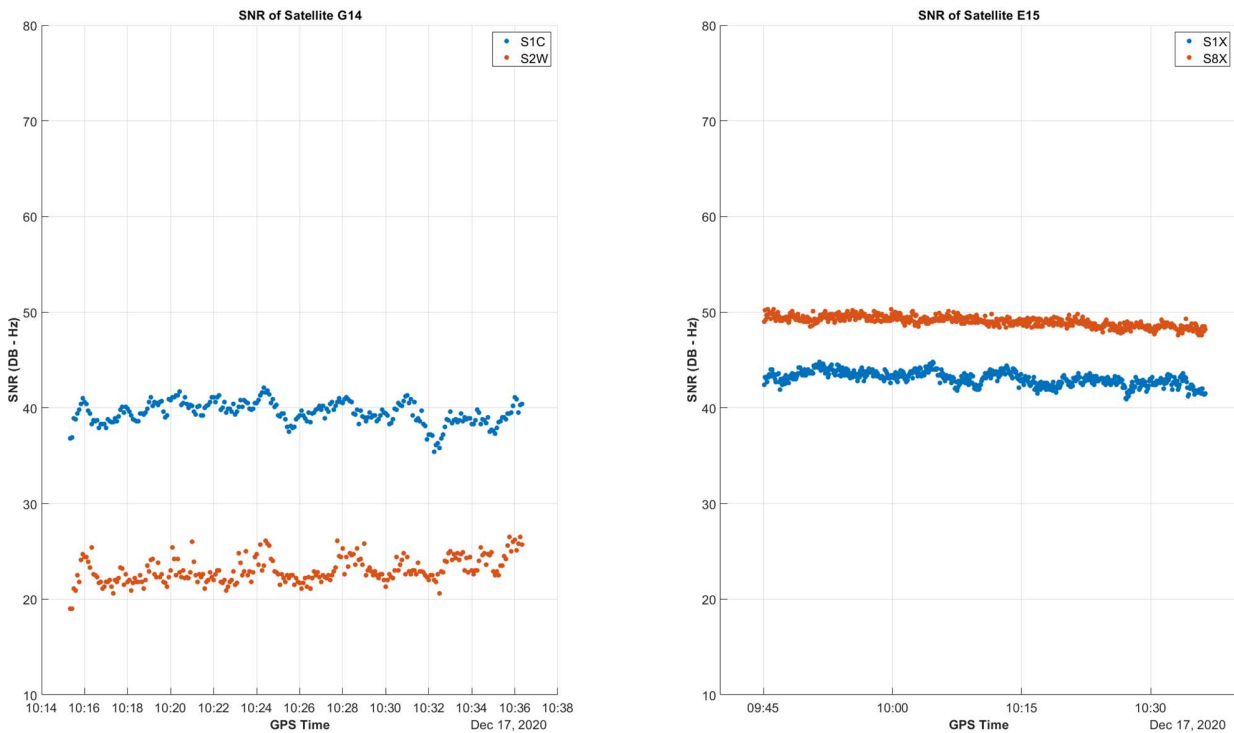 SNR of Satellite G14
S1C
S2W
80
70
60
50
40
30
20
10
SNR (DB - Hz)
10:14 10:16 10:18 10:20 10:22 10:24 10:26 10:28 10:30 10:32 10:34 10:36 10:38
GPS Time
Dec 17, 2020
SNR of Satellite E15
S1X
S8X
80
70
60
50
40
30
20
10
SNR (DB - Hz)
09:45 10:00 10:15 10:30
GPS Time
Dec 17, 2020